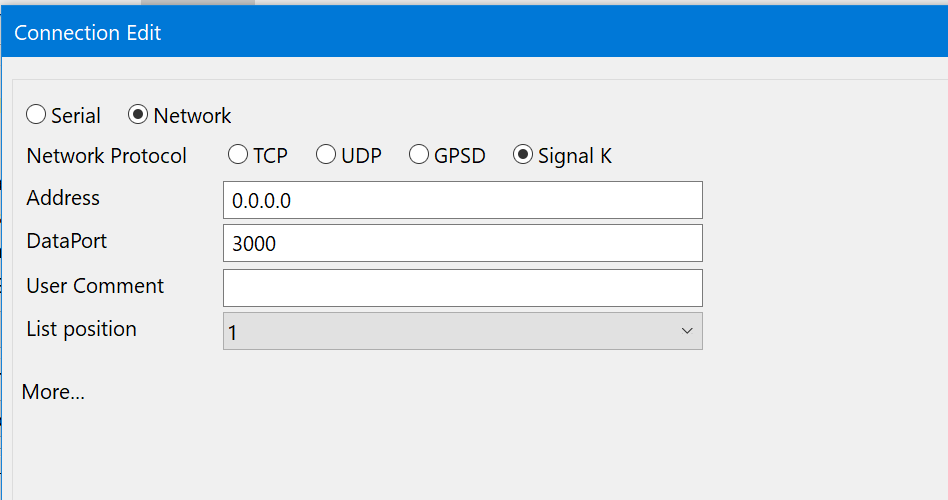 Connection Edit
Serial Network
Network Protocol TCP UDP GPSD Signal K
Address 0.0.0.0
DataPort 3000
User Comment
List position 1
More...